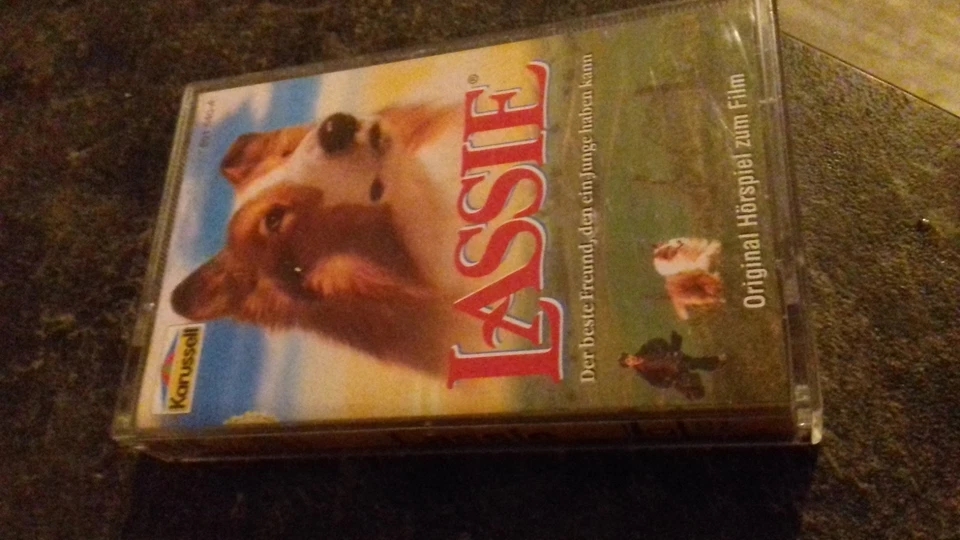 Karussell
LASSIE®
Der beste Freund, den ein Junge haben kann
Original Hörspiel zum Film